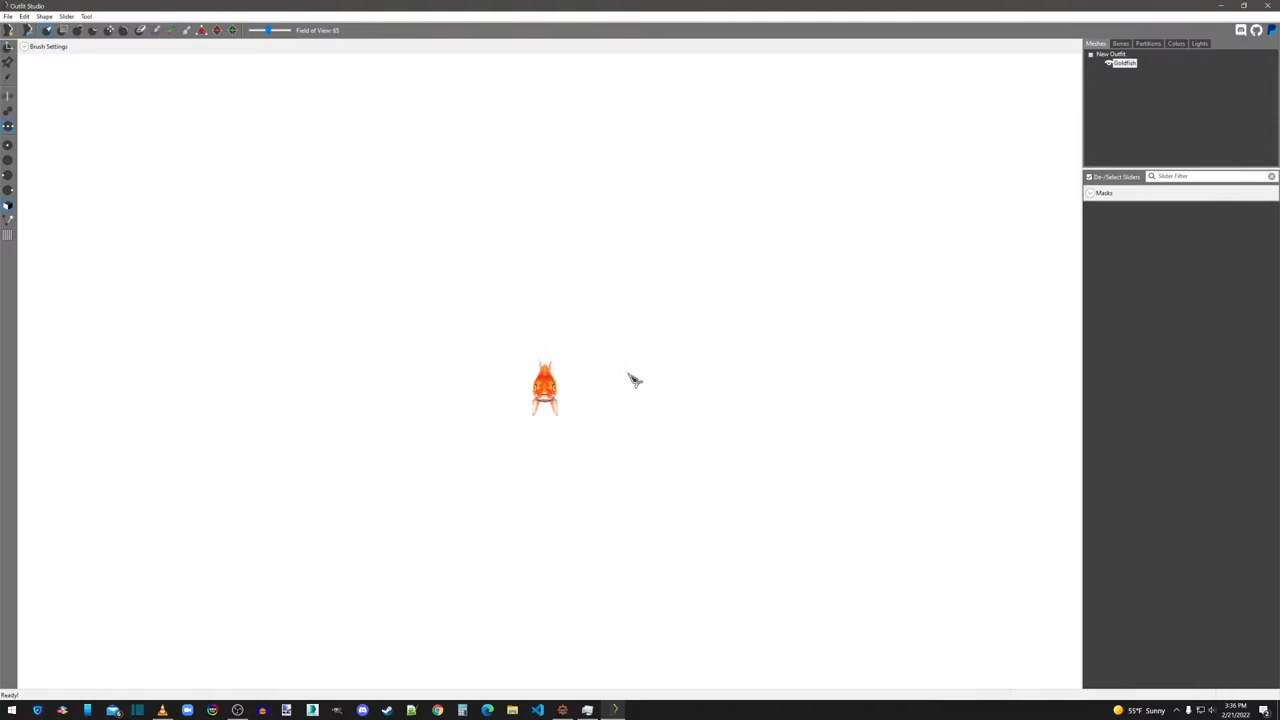 Outfit Studio
File Edit Shape Slider Tool
Field of View: 65
Brush Settings
Meshes Bones Partitions Colors Lights
New Outfit
Goldfish
De-/Select Sliders Slider Filter
Masks
Ready!
55°F Sunny
3:36 PM
2/21/2022